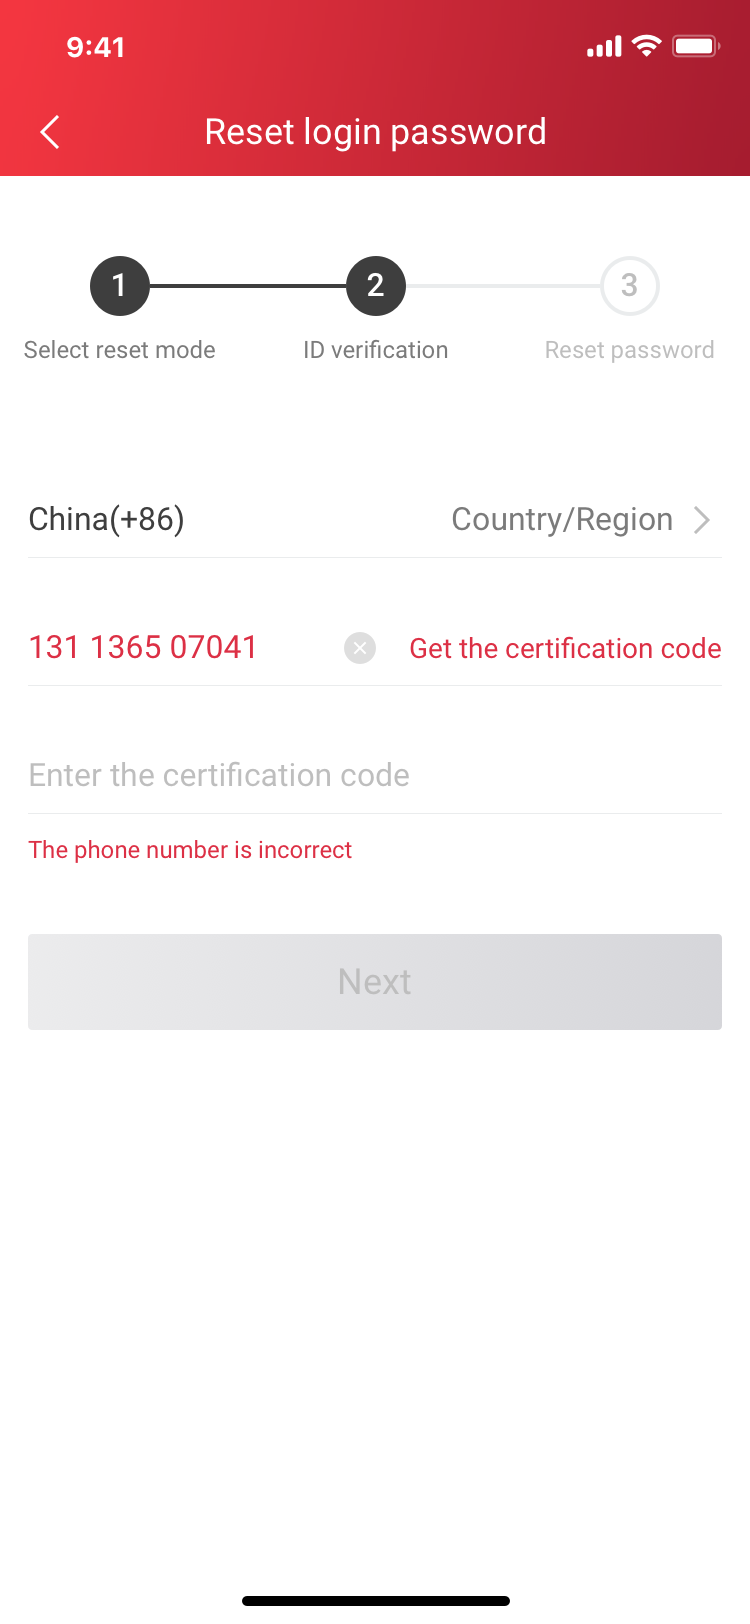 9:41
Reset login password
1 2 3
Select reset mode ID verification Reset password
China(+86) Country/Region
131 1365 07041 Get the certification code
Enter the certification code
The phone number is incorrect
Next